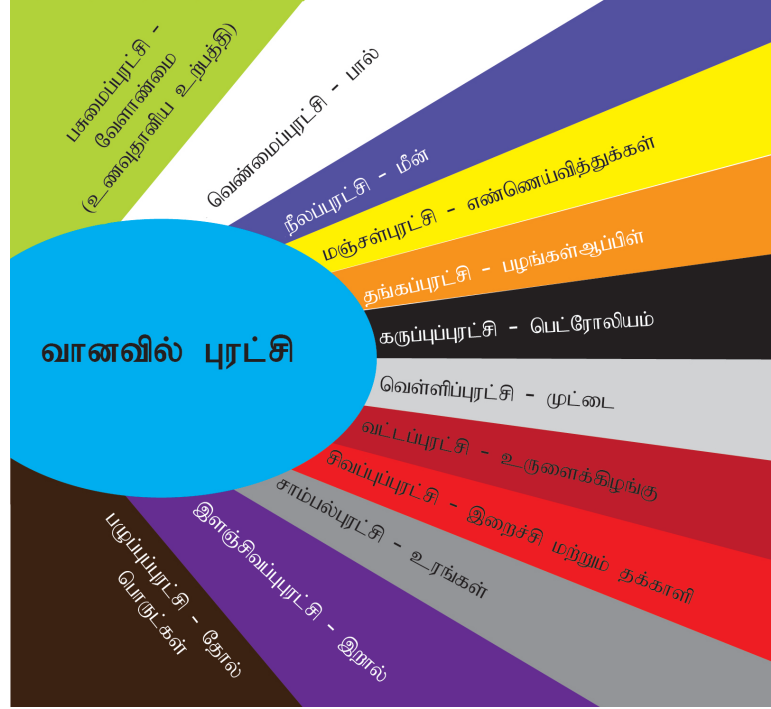 பசுமைப்புரட்சி -
வேளாண்மை
(உணவுதானிய உற்பத்தி)
வெண்மைப்புரட்சி - பால்
நீலப்புரட்சி - மீன்
மஞ்சள்புரட்சி - எண்ணெய்வித்துக்கள்
தங்கப்புரட்சி - பழங்கள்ஆப்பிள்
கருப்புப்புரட்சி - பெட்ரோலியம்
வானவில் புரட்சி
வெள்ளிப்புரட்சி - முட்டை
வட்டப்புரட்சி - உருளைக்கிழங்கு
சிவப்புப்புரட்சி - இறைச்சி மற்றும் தக்காளி
சாம்பல்புரட்சி - உரங்கள்
இளஞ்சிவப்புபுரட்சி - இறால்
பழுப்புப்புரட்சி - தோல்
பொருட்கள்